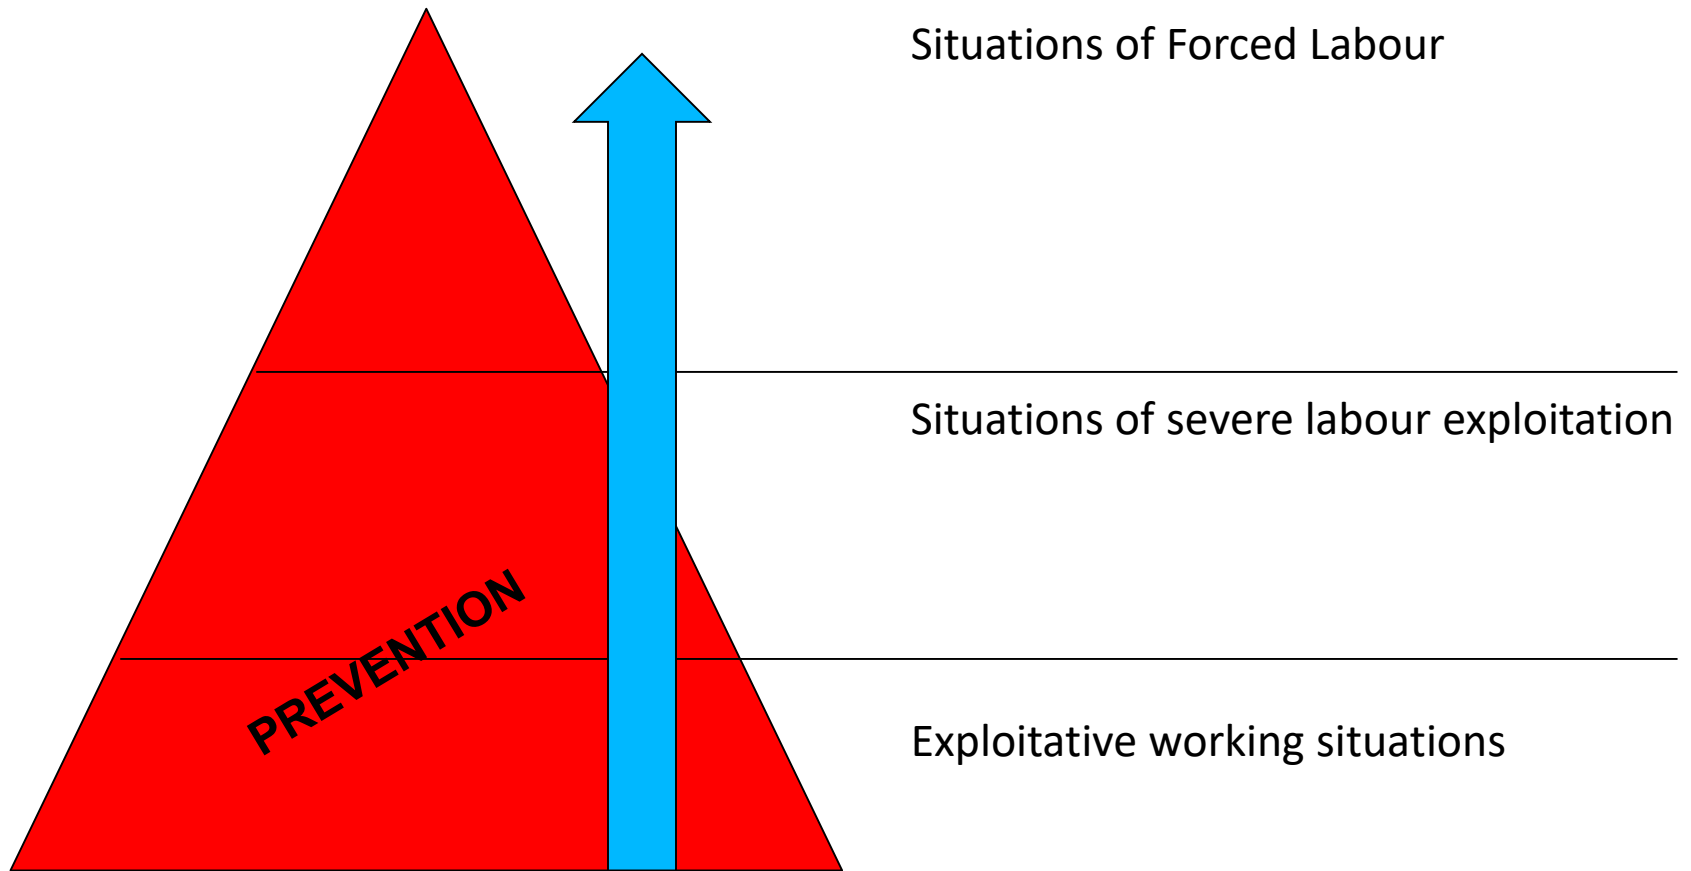 Situations of Forced Labour
Situations of severe labour exploitation
PREVENTION
Exploitative working situations